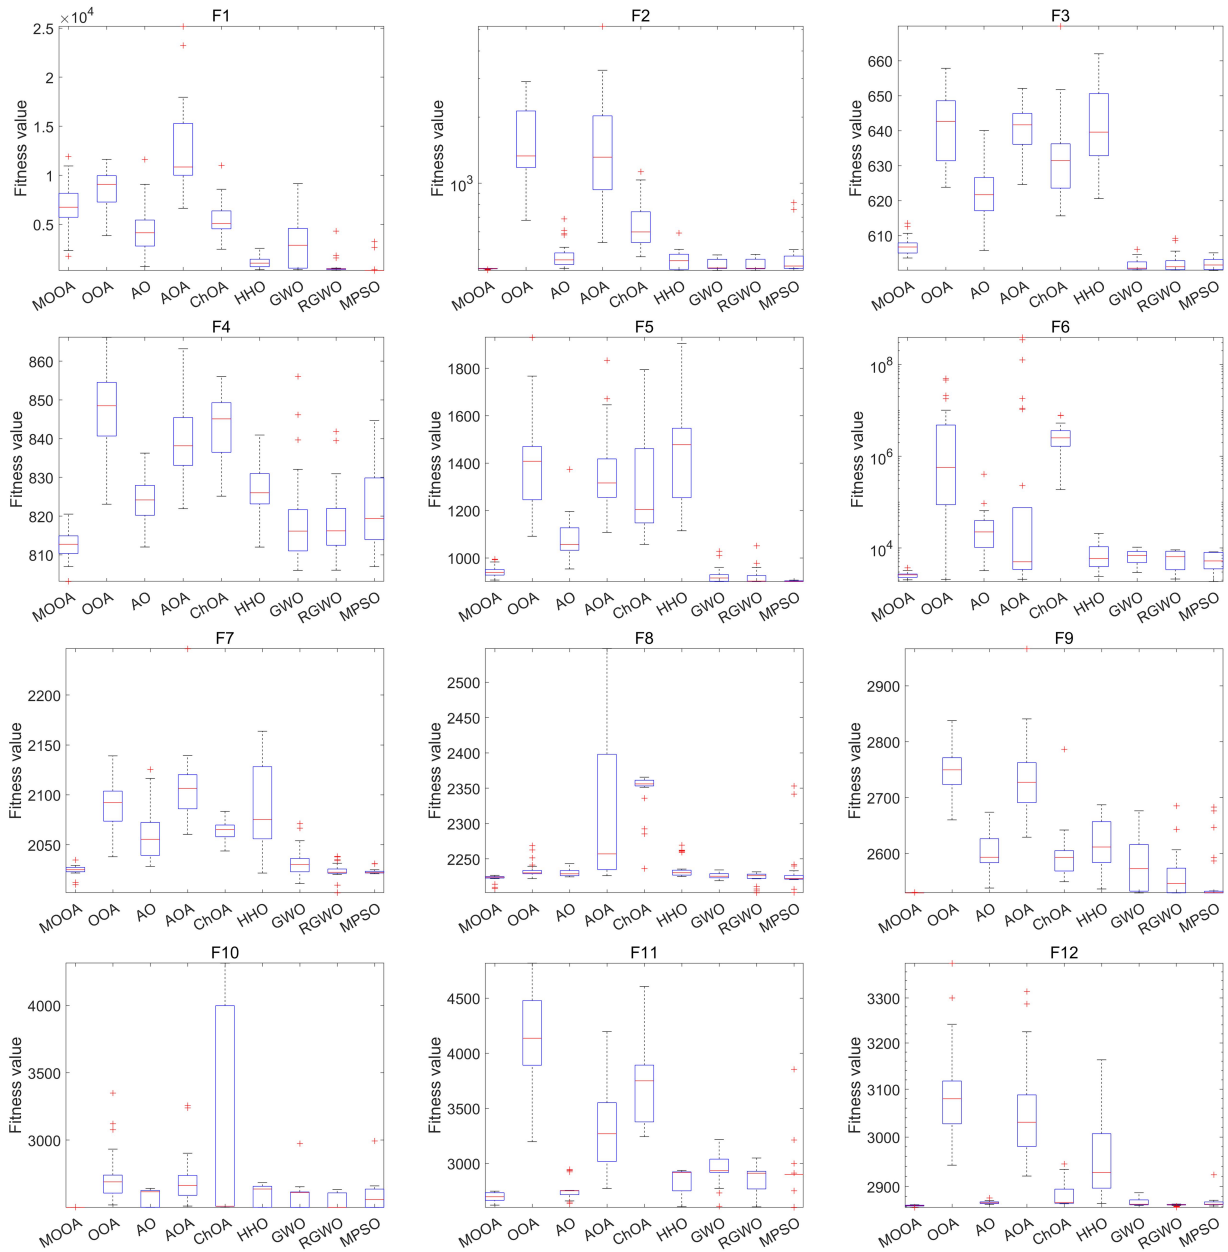 F1
×10^4
Fitness value
2.5
2
1.5
1
0.5
MOOA OOA AO AOA ChOA HHO GWO RGWO MPSO
F2
Fitness value
10^3
MOOA OOA AO AOA ChOA HHO GWO RGWO MPSO
F3
Fitness value
660
650
640
630
620
610
MOOA OOA AO AOA ChOA HHO GWO RGWO MPSO
F4
Fitness value
860
850
840
830
820
810
MOOA OOA AO AOA ChOA HHO GWO RGWO MPSO
F5
Fitness value
1800
1600
1400
1200
1000
MOOA OOA AO AOA ChOA HHO GWO RGWO MPSO
F6
Fitness value
10^8
10^6
10^4
MOOA OOA AO AOA ChOA HHO GWO RGWO MPSO
F7
Fitness value
2200
2150
2100
2050
MOOA OOA AO AOA ChOA HHO GWO RGWO MPSO
F8
Fitness value
2500
2450
2400
2350
2300
2250
MOOA OOA AO AOA ChOA HHO GWO RGWO MPSO
F9
Fitness value
2900
2800
2700
2600
MOOA OOA AO AOA ChOA HHO GWO RGWO MPSO
F10
Fitness value
4000
3500
3000
MOOA OOA AO AOA ChOA HHO GWO RGWO MPSO
F11
Fitness value
4500
4000
3500
3000
MOOA OOA AO AOA ChOA HHO GWO RGWO MPSO
F12
Fitness value
3300
3200
3100
3000
2900
MOOA OOA AO AOA ChOA HHO GWO RGWO MPSO